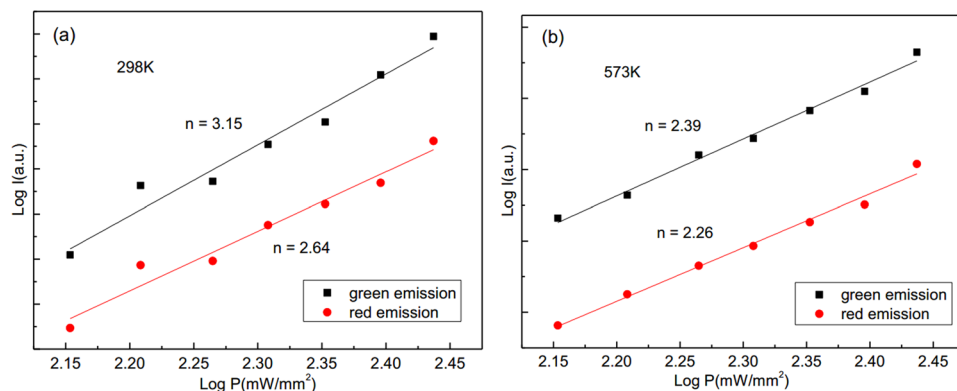 (a)
298K
n = 3.15
n = 2.64
green emission
red emission
Log I(a.u.)
2.15 2.20 2.25 2.30 2.35 2.40 2.45
Log P(mW/mm²)
(b)
573K
n = 2.39
n = 2.26
green emission
red emission
Log I(a.u.)
2.15 2.20 2.25 2.30 2.35 2.40 2.45
Log P(mW/mm²)